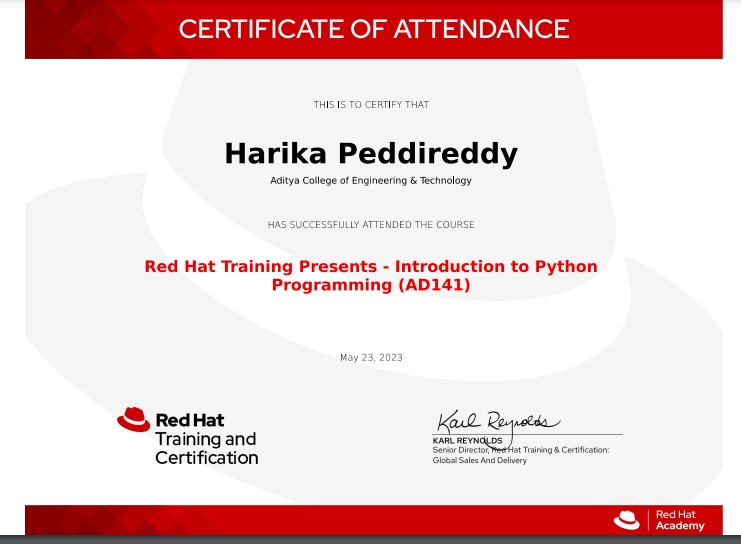 CERTIFICATE OF ATTENDANCE
THIS IS TO CERTIFY THAT
Harika Peddireddy
Aditya College of Engineering & Technology
HAS SUCCESSFULLY ATTENDED THE COURSE
Red Hat Training Presents - Introduction to Python
Programming (AD141)
May 23, 2023
Red Hat
Training and
Certification
Karl Reynolds
KARL REYNOLDS
Senior Director, Red Hat Training & Certification:
Global Sales And Delivery
Red Hat
Academy